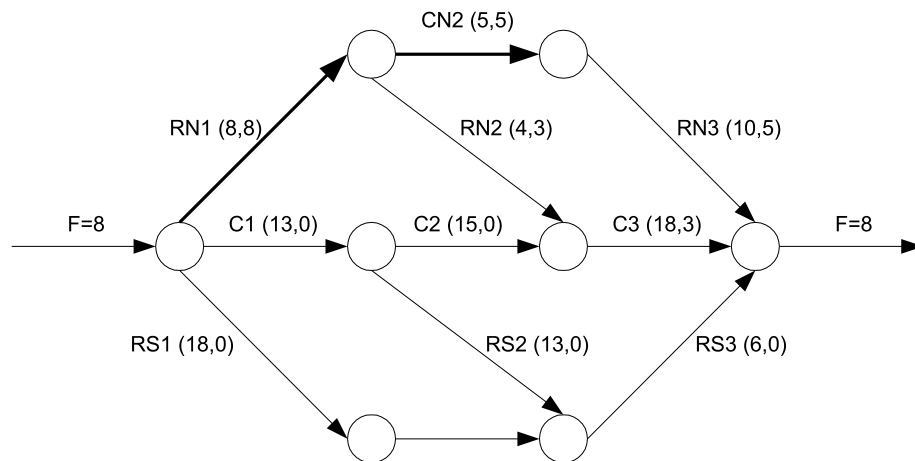 CN2 (5,5)
RN1 (8,8)
RN2 (4,3)
RN3 (10,5)
F=8
C1 (13,0)
C2 (15,0)
C3 (18,3)
F=8
RS1 (18,0)
RS2 (13,0)
RS3 (6,0)